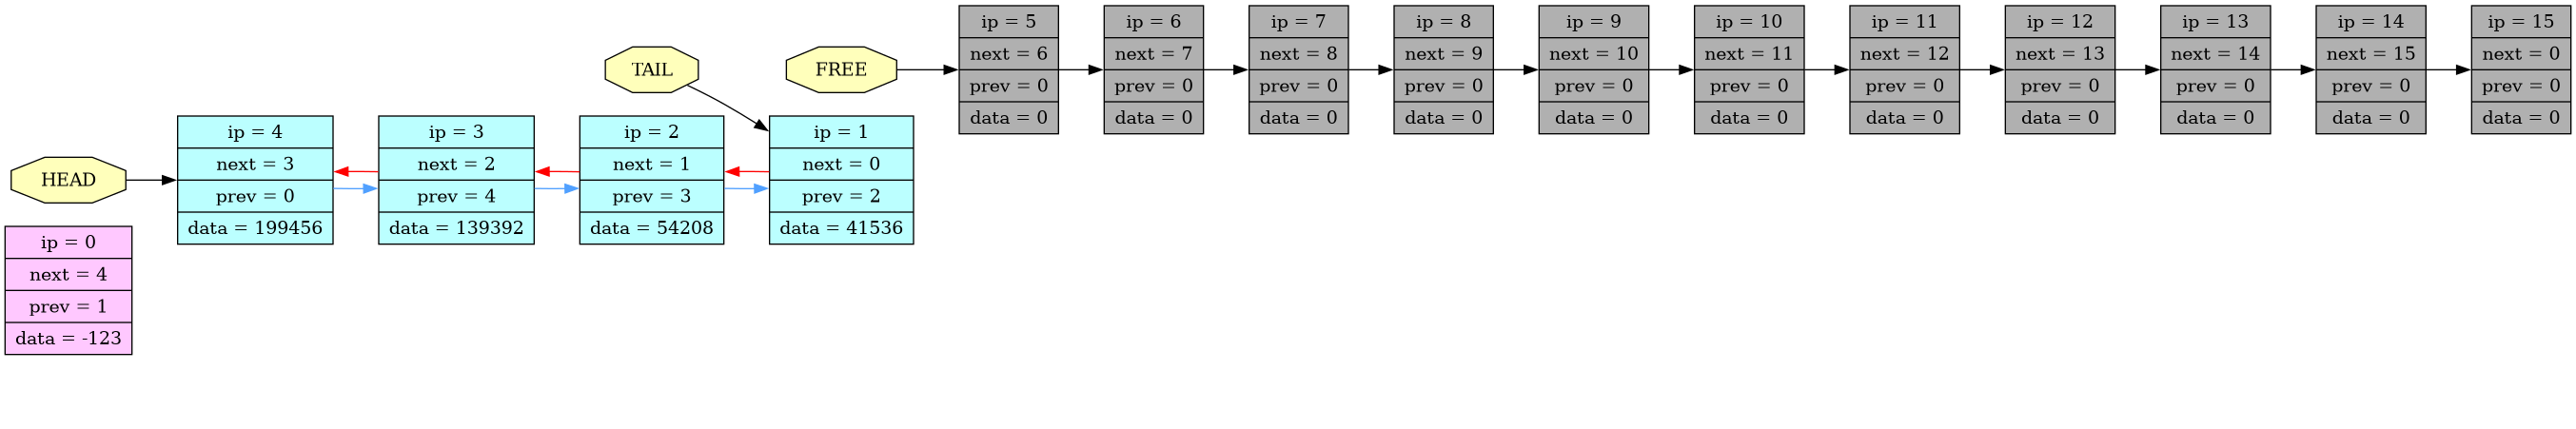 HEAD
ip = 0
next = 4
prev = 1
data = -123
ip = 4
next = 3
prev = 0
data = 199456
ip = 3
next = 2
prev = 4
data = 139392
TAIL
ip = 2
next = 1
prev = 3
data = 54208
FREE
ip = 1
next = 0
prev = 2
data = 41536
ip = 5
next = 6
prev = 0
data = 0
ip = 6
next = 7
prev = 0
data = 0
ip = 7
next = 8
prev = 0
data = 0
ip = 8
next = 9
prev = 0
data = 0
ip = 9
next = 10
prev = 0
data = 0
ip = 10
next = 11
prev = 0
data = 0
ip = 11
next = 12
prev = 0
data = 0
ip = 12
next = 13
prev = 0
data = 0
ip = 13
next = 14
prev = 0
data = 0
ip = 14
next = 15
prev = 0
data = 0
ip = 15
next = 0
prev = 0
data = 0